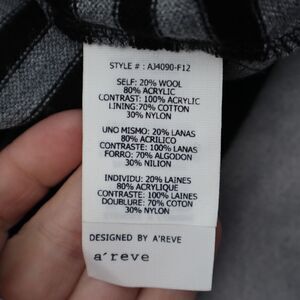 STYLE # : AJ4090-F12
SELF: 20% WOOL
80% ACRYLIC
CONTRAST: 100% ACRYLIC
LINING: 70% COTTON
30% NYLON
UNO MISMO: 20% LANAS
80% ACRILICO
CONTRASTE: 100% LANAS
FORRO: 70% ALGODON
30% NILION
INDIVIDU: 20% LAINES
80% ACRYLIQUE
CONTRASTE: 100% LAINES
DOUBLURE: 70% COTON
30% NYLON
DESIGNED BY A'REVE
a'reve